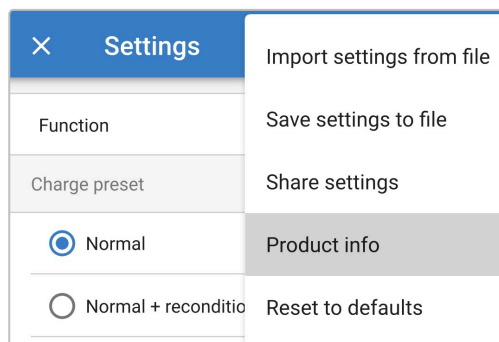 Settings
Function
Charge preset
Normal
Normal + reconditio
Import settings from file
Save settings to file
Share settings
Product info
Reset to defaults